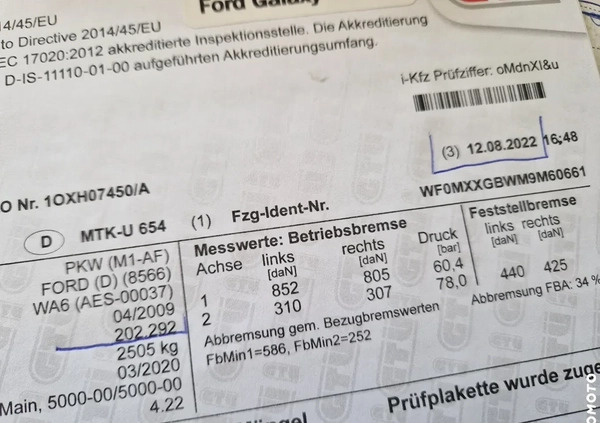 Ford Galaxy
14/45/EU
to Directive 2014/45/EU
EC 17020:2012 akkreditierte Inspektionsstelle. Die Akkreditierung
D-IS-11110-01-00 aufgeführten Akkreditierungsumfang.
i-Kfz Prüfziffer: oMdnXl&u
(3) 12.08.2022 16:48
O Nr. 1OXH07450/A
WF0MXXGBWM9M60661
D MTK-U 654 (1) Fzg-Ident-Nr.
PKW (M1-AF)
FORD (D) (8566)
WA6 (AES-00037)
04/2009
202.292
2505 kg
03/2020
Main, 5000-00/5000-00
4.22
Messwerte: Betriebsbremse Feststellbremse
Achse links rechts Druck links rechts
[daN] [daN] [bar] [daN] [daN]
1 852 805 60,4 440 425
2 310 307 78,0 Abbremsung FBA: 34 %
Abbremsung gem. Bezugbremswerten
FbMin1=586, FbMin2=252
Prüfplakette wurde zuge
GTÜ
OMOTO